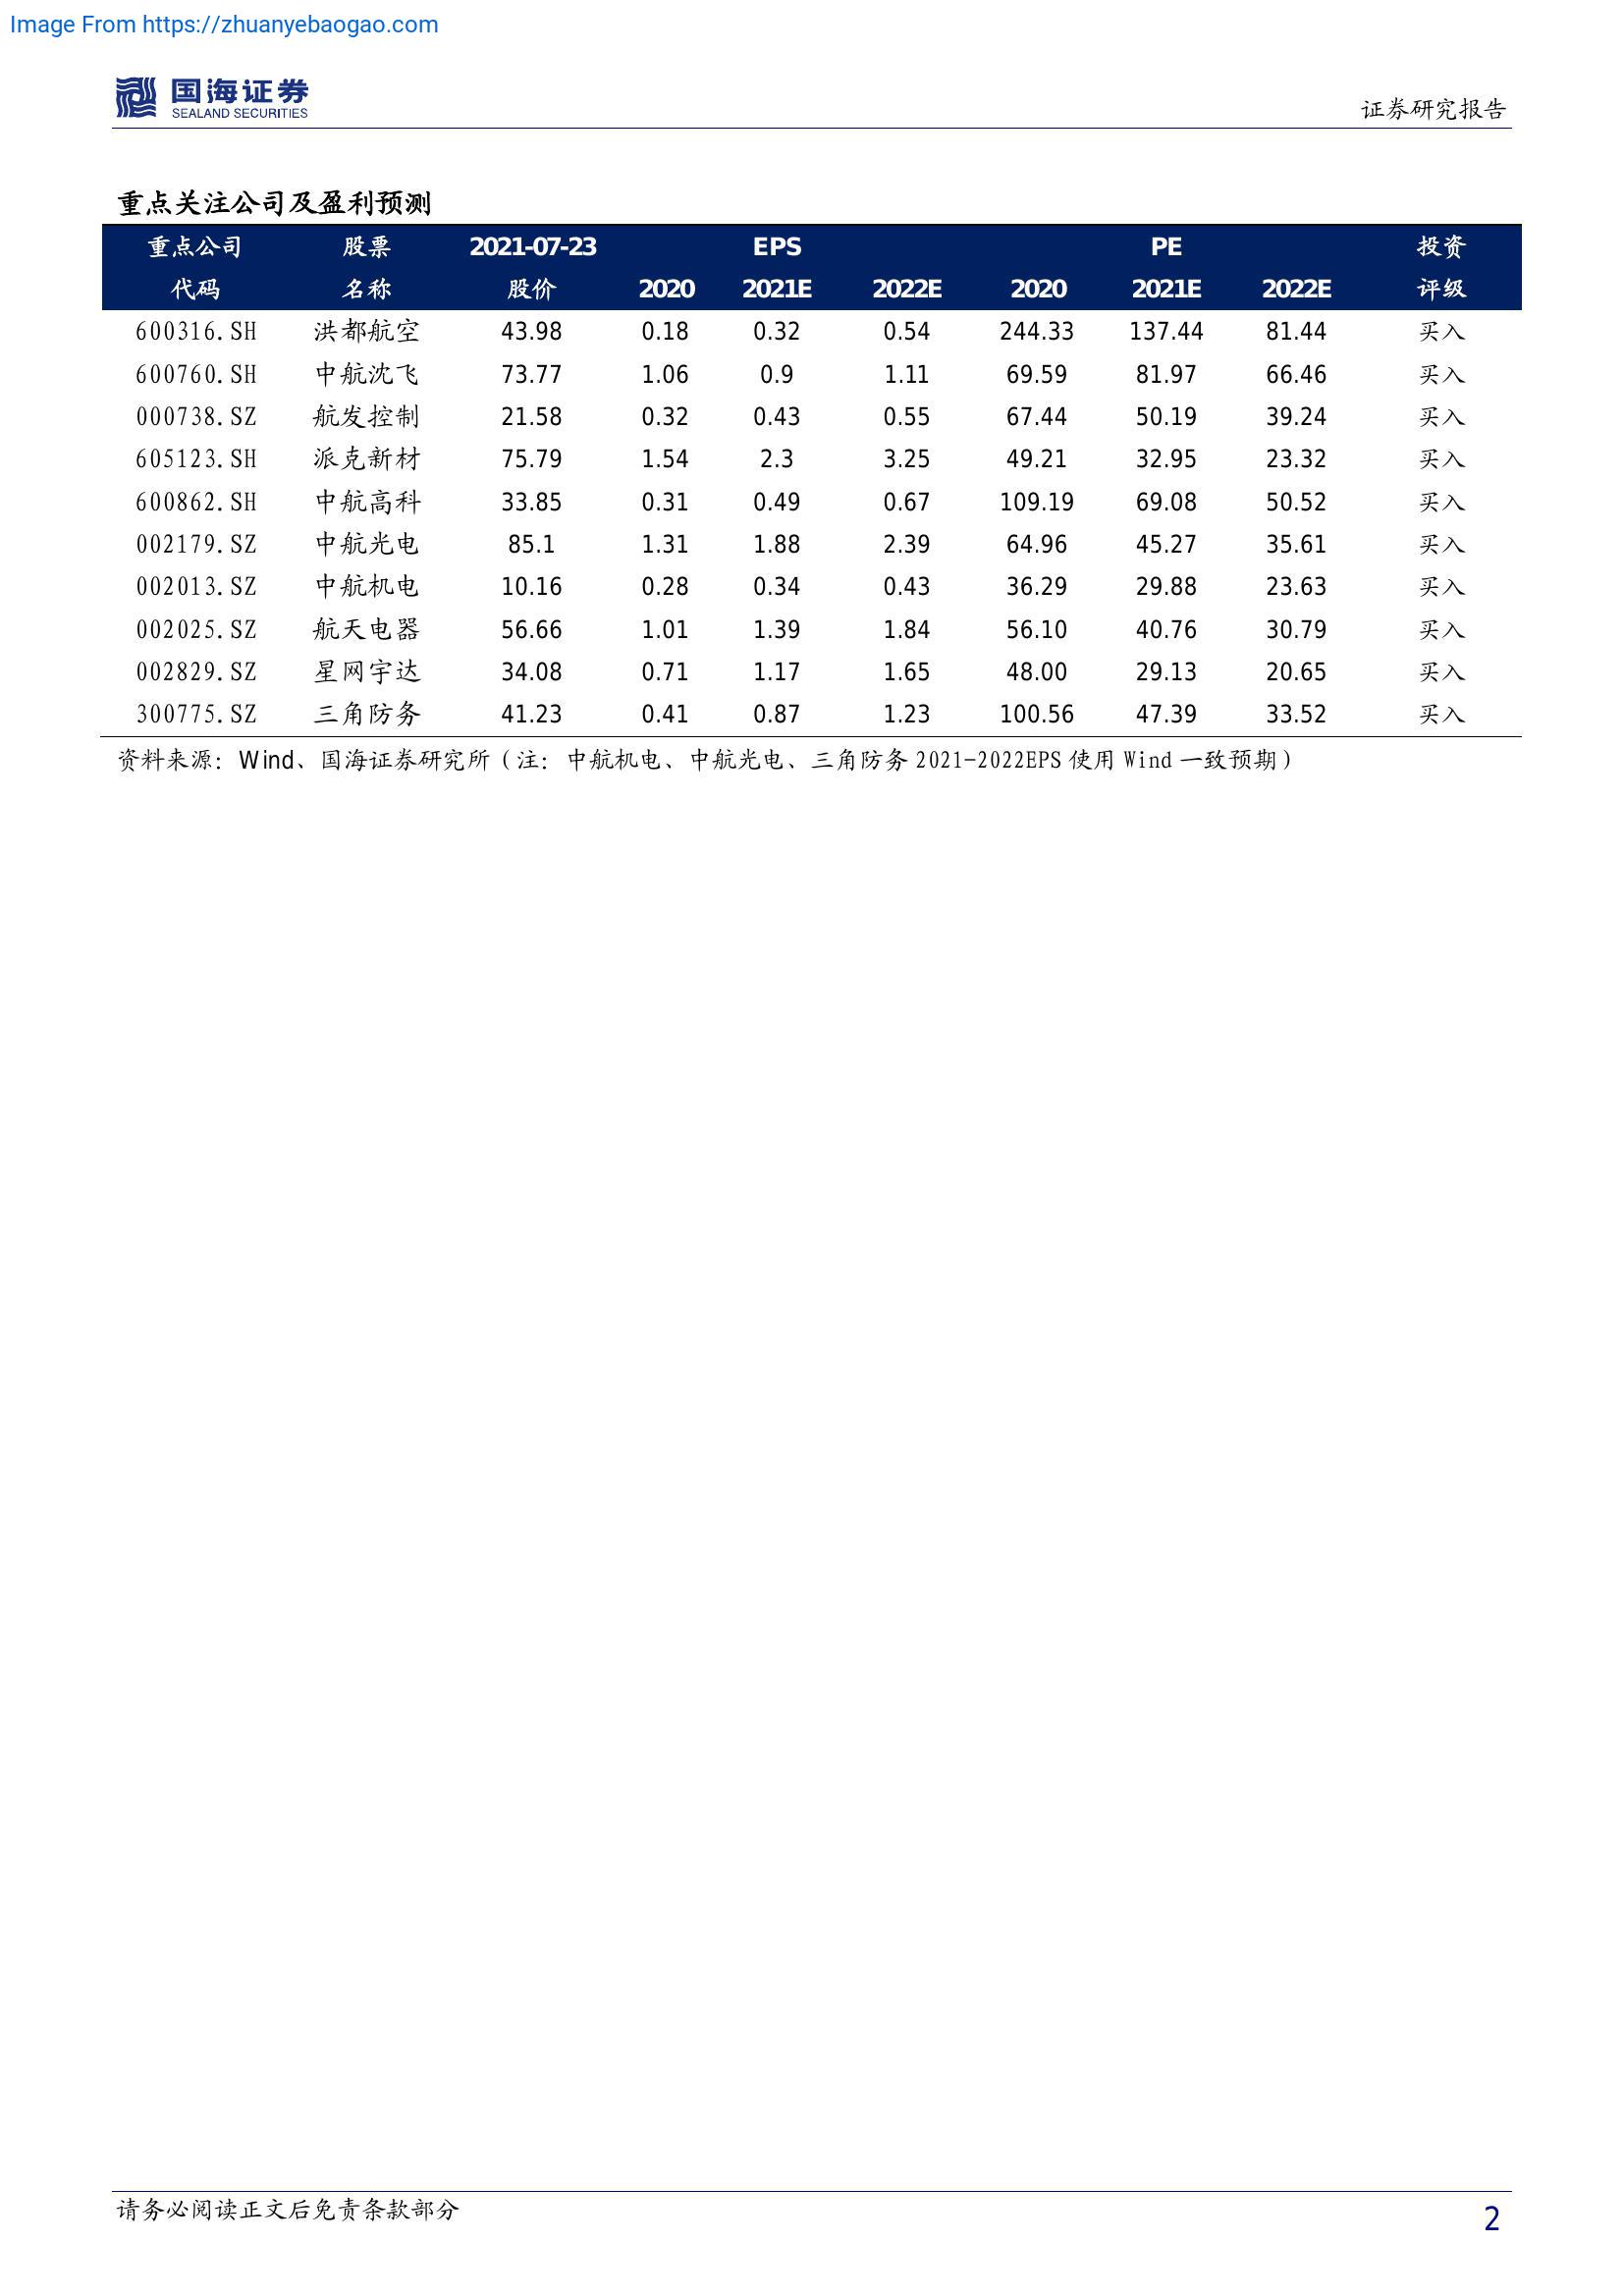 Image From https://zhuanyebaogao.com
国海证券
SEALAND SECURITIES
证券研究报告
重点关注公司及盈利预测
重点公司 股票 2021-07-23 EPS PE 投资
代码 名称 股价 2020 2021E 2022E 2020 2021E 2022E 评级
600316.SH 洪都航空 43.98 0.18 0.32 0.54 244.33 137.44 81.44 买入
600760.SH 中航沈飞 73.77 1.06 0.9 1.11 69.59 81.97 66.46 买入
000738.SZ 航发控制 21.58 0.32 0.43 0.55 67.44 50.19 39.24 买入
605123.SH 派克新材 75.79 1.54 2.3 3.25 49.21 32.95 23.32 买入
600862.SH 中航高科 33.85 0.31 0.49 0.67 109.19 69.08 50.52 买入
002179.SZ 中航光电 85.1 1.31 1.88 2.39 64.96 45.27 35.61 买入
002013.SZ 中航机电 10.16 0.28 0.34 0.43 36.29 29.88 23.63 买入
002025.SZ 航天电器 56.66 1.01 1.39 1.84 56.10 40.76 30.79 买入
002829.SZ 星网宇达 34.08 0.71 1.17 1.65 48.00 29.13 20.65 买入
300775.SZ 三角防务 41.23 0.41 0.87 1.23 100.56 47.39 33.52 买入
资料来源：Wind、国海证券研究所（注：中航机电、中航光电、三角防务 2021-2022EPS 使用 Wind 一致预期）
请务必阅读正文后免责条款部分
2